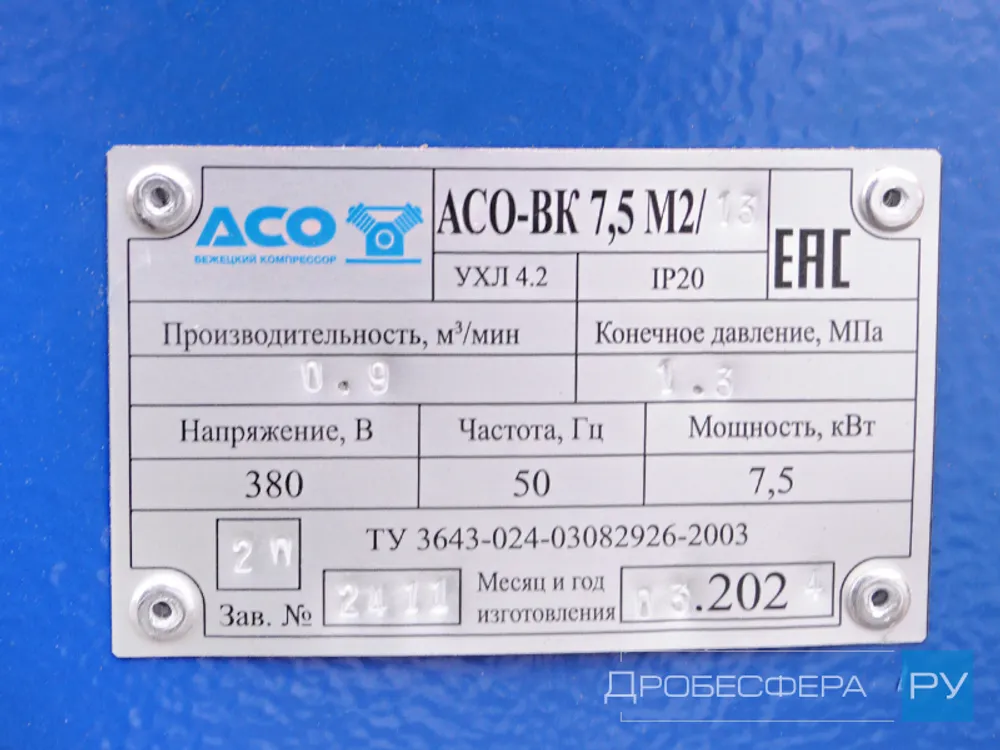 АСО
БЕЖЕЦКИЙ КОМПРЕССОР
АСО-ВК 7,5 М2/13
УХЛ 4.2
IP20
ЕАС
Производительность, м³/мин
Конечное давление, МПа
0.9
1.3
Напряжение, В
Частота, Гц
Мощность, кВт
380
50
7,5
ТУ 3643-024-03082926-2003
Зав. №
2411
Месяц и год
изготовления
03.2024
ДРОБЕСФЕРА РУ